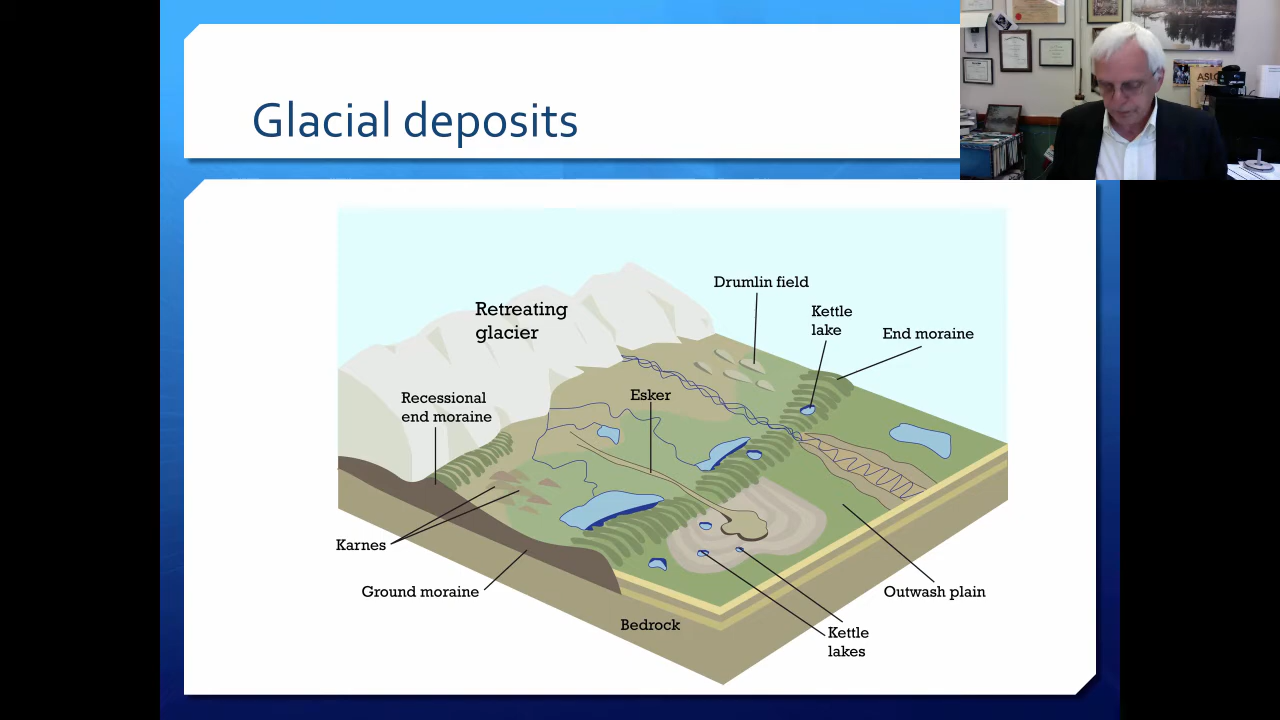 Glacial deposits
ASLO
Drumlin field
Kettle
lake
End moraine
Retreating
glacier
Recessional
end moraine
Esker
Karnes
Ground moraine
Outwash plain
Bedrock
Kettle
lakes